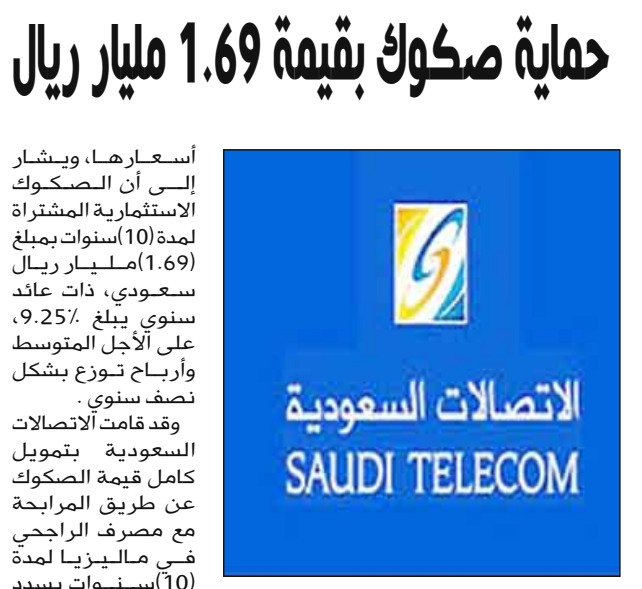 حماية صكوك بقيمة 1.69 مليار ريال
أسعارها، ويشار
إلى أن الصكوك
الاستثمارية المشتراة
لمدة (10) سنوات بمبلغ
(1.69) مليار ريال
سعودي، ذات عائد
سنوي يبلغ 9.25٪،
على الأجل المتوسط
وأرباح توزع بشكل
نصف سنوي .
وقد قامت الاتصالات
السعودية بتمويل
كامل قيمة الصكوك
عن طريق المرابحة
مع مصرف الراجحي
في ماليزيا لمدة
(10) سنوات يسدد
الاتصالات السعودية
SAUDI TELECOM